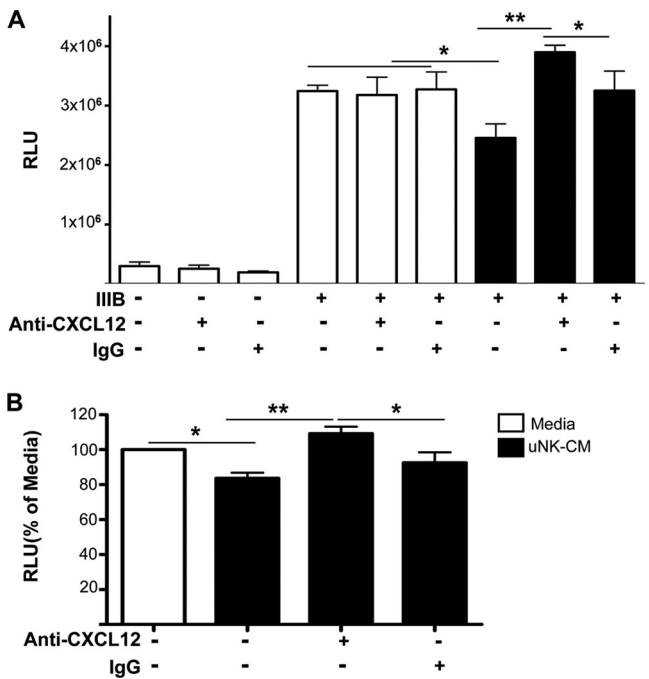 A
** 
* *
4x10⁶
3x10⁶
2x10⁶
1x10⁶
RLU
IIIB - - - + + + + + +
Anti-CXCL12 - + - - + - - + -
IgG - - + - - + - - +
B
120
100
80
60
40
20
RLU(% of Media)
* ** *
Media
uNK-CM
Anti-CXCL12 - - + -
IgG - - - +